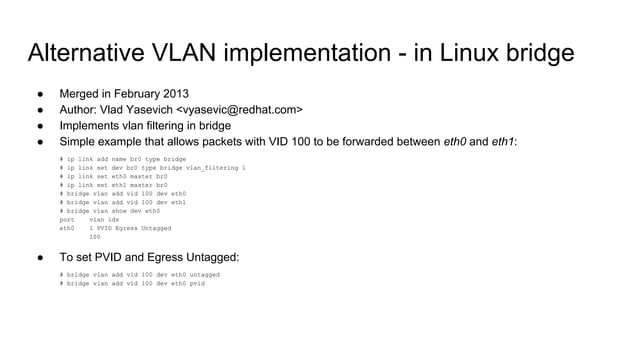 Alternative VLAN implementation - in Linux bridge
● Merged in February 2013
● Author: Vlad Yasevich <vyasevic@redhat.com>
● Implements vlan filtering in bridge
● Simple example that allows packets with VID 100 to be forwarded between eth0 and eth1:
# ip link add name br0 type bridge
# ip link set dev br0 type bridge vlan_filtering 1
# ip link set eth0 master br0
# ip link set eth1 master br0
# bridge vlan add vid 100 dev eth0
# bridge vlan add vid 100 dev eth1
# bridge vlan show dev eth0
port vlan ids
eth0 1 PVID Egress Untagged
100
● To set PVID and Egress Untagged:
# bridge vlan add vid 100 dev eth0 untagged
# bridge vlan add vid 100 dev eth0 pvid